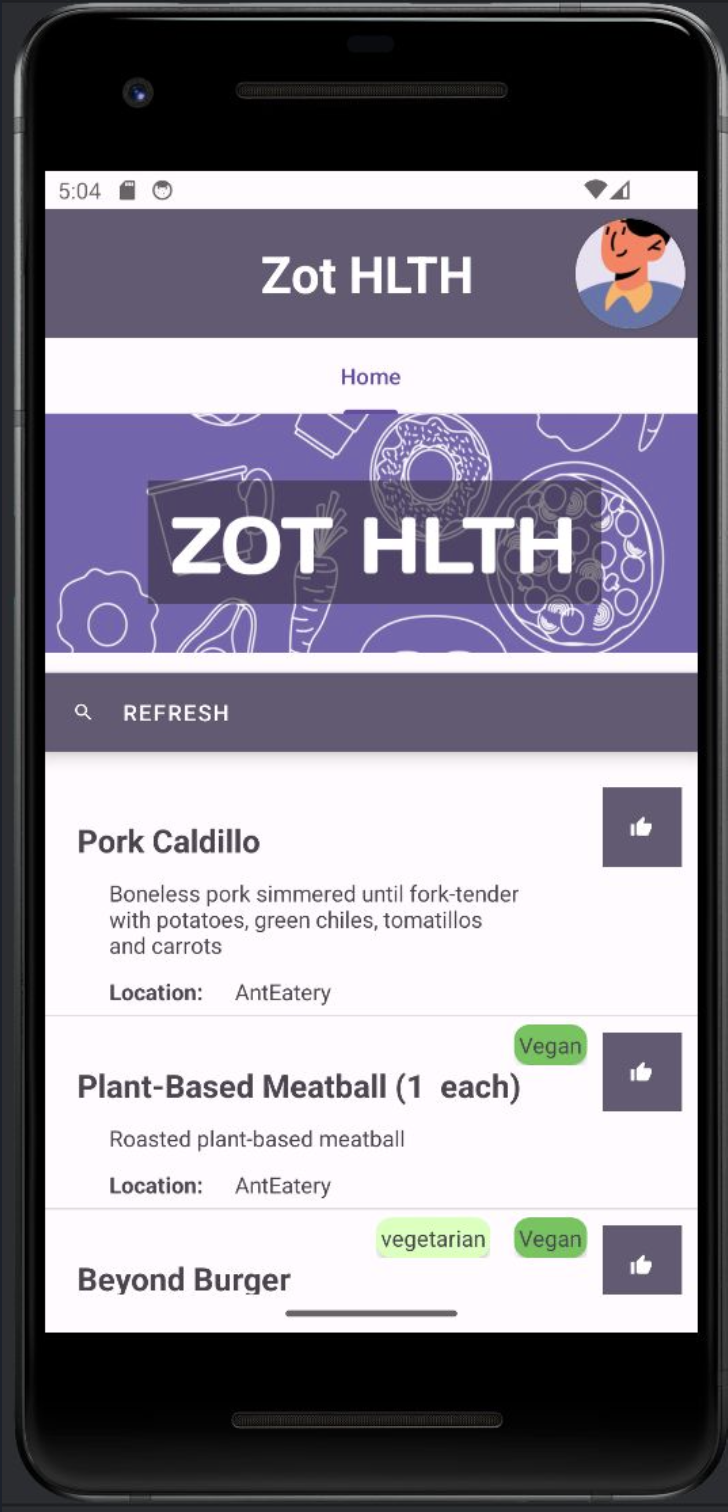 5:04
Zot HLTH
Home
ZOT HLTH
REFRESH
Pork Caldillo
Boneless pork simmered until fork-tender
with potatoes, green chiles, tomatillos
and carrots
Location: AntEatery
Vegan
Plant-Based Meatball (1  each)
Roasted plant-based meatball
Location: AntEatery
vegetarian Vegan
Beyond Burger